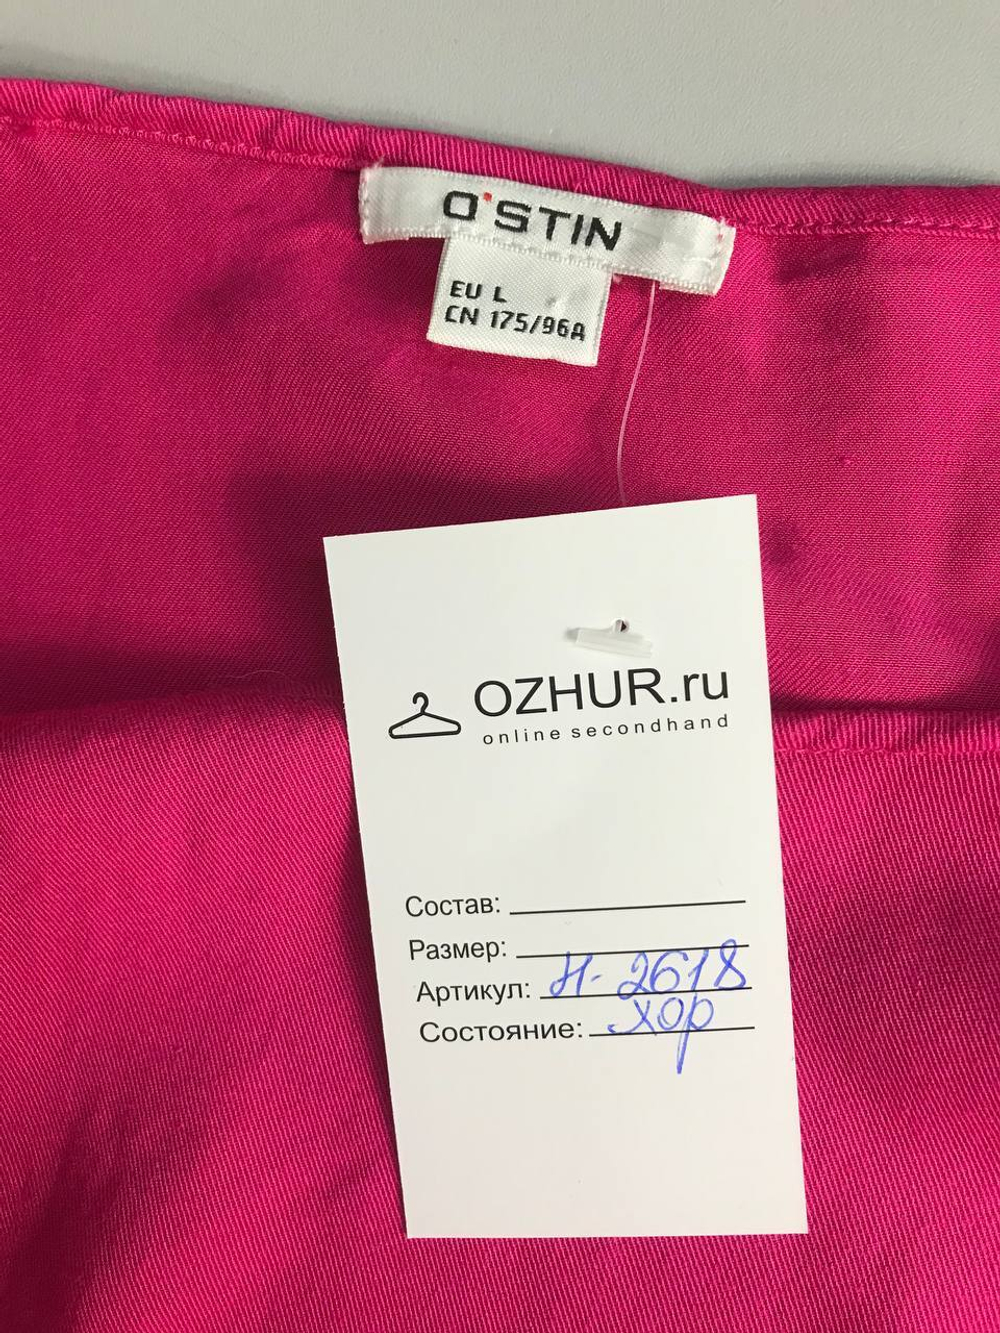 O'STIN
EU L
CN 175/96A
OZHUR.ru
online secondhand
Состав:
Размер:
Артикул: Н-2618
Состояние: хор